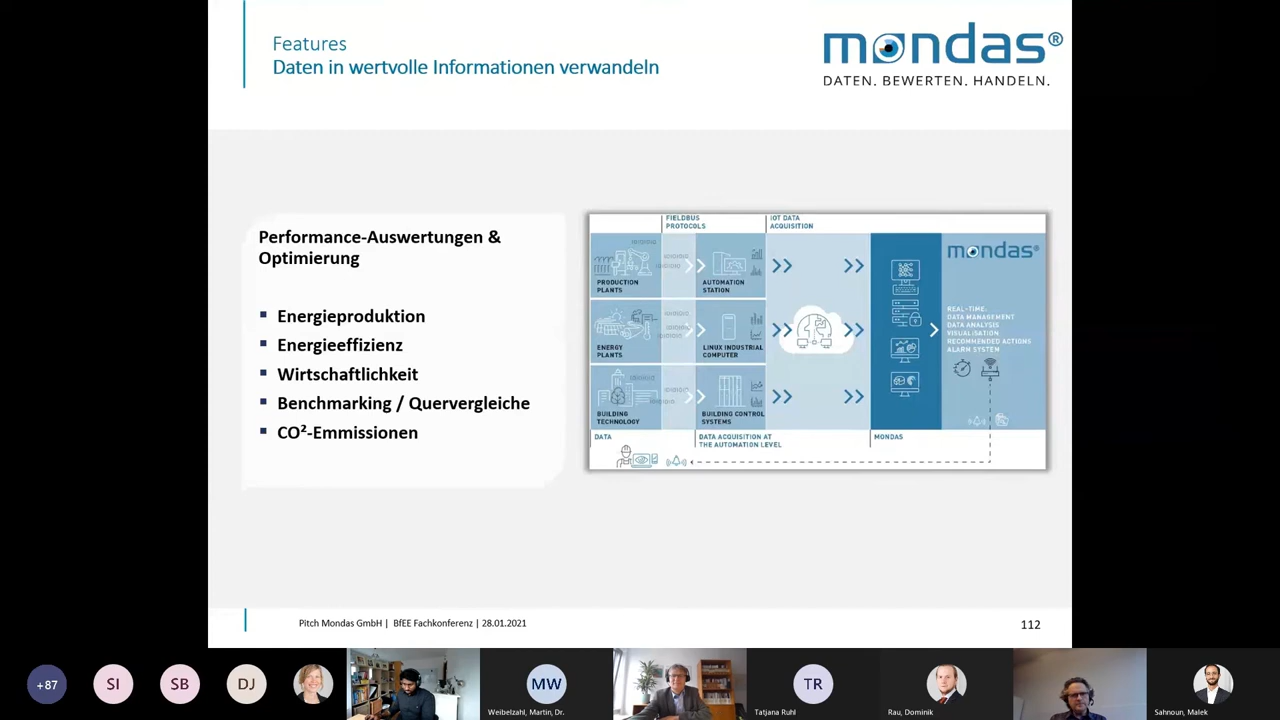 Features
Daten in wertvolle Informationen verwandeln
mondas®
DATEN. BEWERTEN. HANDELN.
Performance-Auswertungen &
Optimierung
▪ Energieproduktion
▪ Energieeffizienz
▪ Wirtschaftlichkeit
▪ Benchmarking / Quervergleiche
▪ CO²-Emmissionen
FIELDBUS
PROTOCOLS
IOT DATA
ACQUISITION
PRODUCTION
PLANTS
AUTOMATION
STATION
ENERGY
PLANTS
LINUX INDUSTRIAL
COMPUTER
BUILDING
TECHNOLOGY
BUILDING CONTROL
SYSTEMS
mondas®
REAL-TIME:
DATA MANAGEMENT
DATA ANALYSIS
VISUALISATION
RECOMMENDED ACTIONS
ALARM SYSTEM
DATA
DATA ACQUISITION AT
THE AUTOMATION LEVEL
MONDAS
Pitch Mondas GmbH | BfEE Fachkonferenz | 28.01.2021
112
+87
SI
SB
DJ
MW
Weibelzahl, Martin, Dr.
TR
Tatjana Ruhl
Rau, Dominik
Sahnoun, Malek